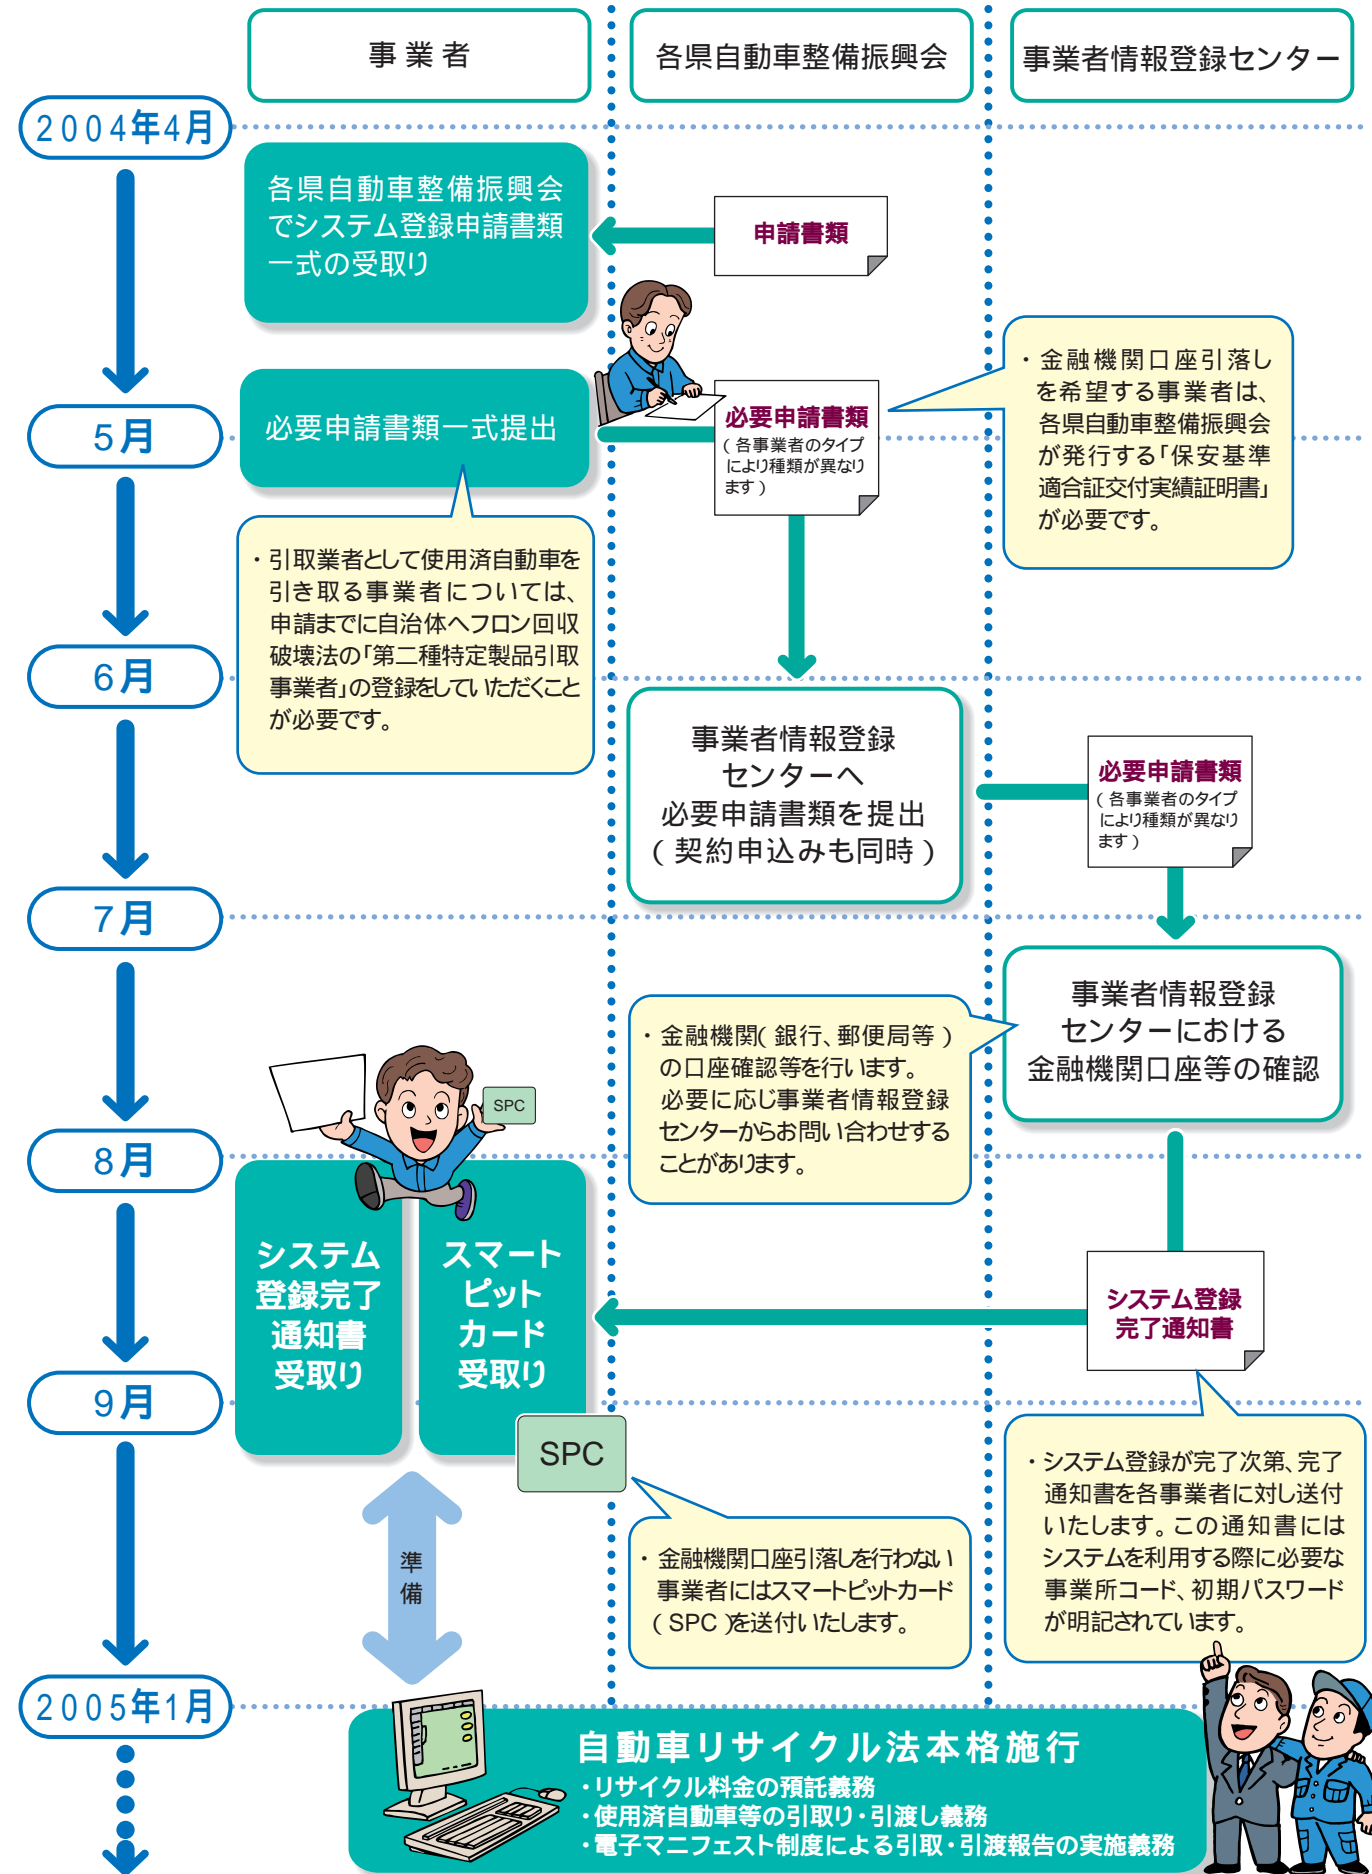 事業者
各県自動車整備振興会
事業者情報登録センター
2004年4月
各県自動車整備振興会
でシステム登録申請書類
一式の受取り
申請書類
5月
必要申請書類一式提出
必要申請書類
（各事業者のタイプ
により種類が異なり
ます）
・金融機関口座引落し
を希望する事業者は、
各県自動車整備振興会
が発行する「保安基準
適合証交付実績証明書」
が必要です。
・引取業者として使用済自動車を
引き取る事業者については、
申請までに自治体へフロン回収
破壊法の「第二種特定製品引取
事業者」の登録をしていただくこと
が必要です。
6月
事業者情報登録
センターへ
必要申請書類を提出
（契約申込みも同時）
必要申請書類
（各事業者のタイプ
により種類が異なり
ます）
7月
事業者情報登録
センターにおける
金融機関口座等の確認
・金融機関（銀行、郵便局等）
の口座確認等を行います。
必要に応じ事業者情報登録
センターからお問い合わせする
ことがあります。
SPC
8月
システム
登録完了
通知書
受取り
スマート
ピット
カード
受取り
システム登録
完了通知書
9月
SPC
・システム登録が完了次第、完了
通知書を各事業者に対し送付
いたします。この通知書には
システムを利用する際に必要な
事業所コード、初期パスワード
が明記されています。
・金融機関口座引落しを行わない
事業者にはスマートピットカード
（SPC）を送付いたします。
準
備
2005年1月
自動車リサイクル法本格施行
・リサイクル料金の預託義務
・使用済自動車等の引取り・引渡し義務
・電子マニフェスト制度による引取・引渡報告の実施義務